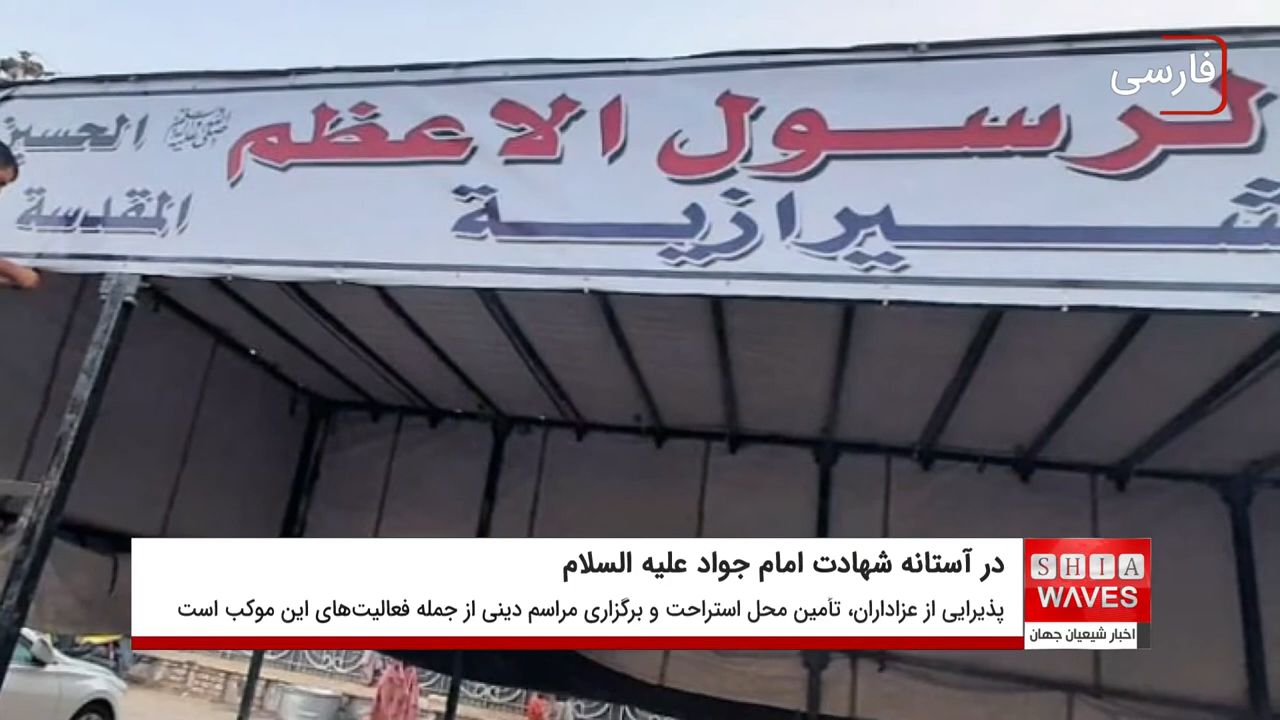 فارسی
لرسول الاعظم صلى الله عليه وآله وسلم الحسين
شيرازية المقدسة
در آستانه شهادت امام جواد علیه السلام
پذیرایی از عزاداران، تأمین محل استراحت و برگزاری مراسم دینی از جمله فعالیت‌های این موکب است
SHIA
WAVES
اخبار شیعیان جهان